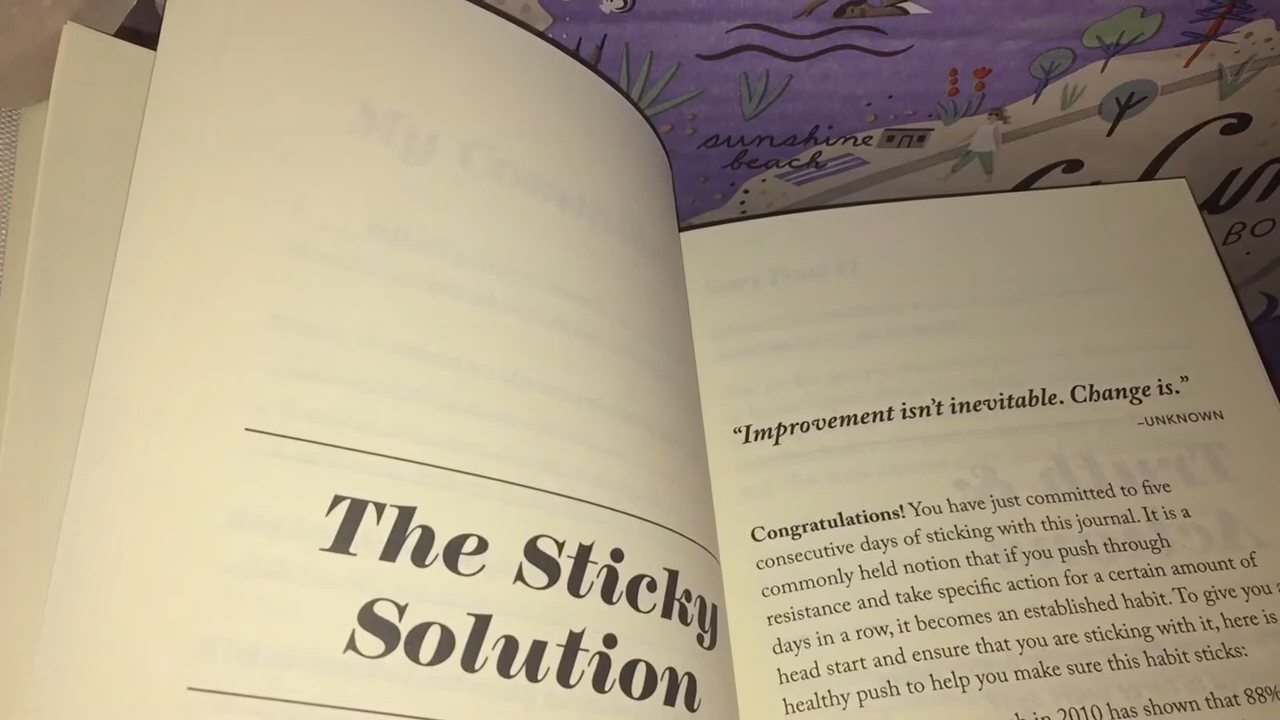 sunshine
beach
BO
The Sticky
Solution
“Improvement isn’t inevitable. Change is.”
–UNKNOWN
Congratulations! You have just committed to five
consecutive days of sticking with this journal. It is a
commonly held notion that if you push through
resistance and take specific action for a certain amount of
days in a row, it becomes an established habit. To give you a
head start and ensure that you are sticking with it, here is
healthy push to help you make sure this habit sticks:
in 2010 has shown that 88%